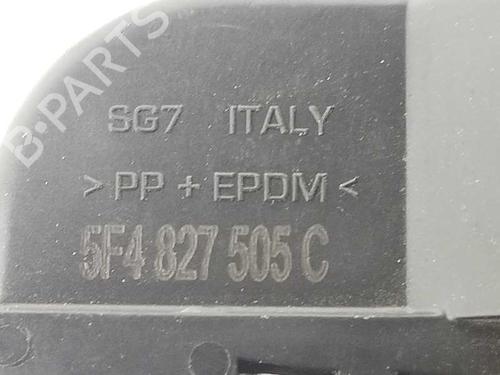 B-PARTS
SG7 ITALY
> PP + EPDM <
5F4 827 505 C